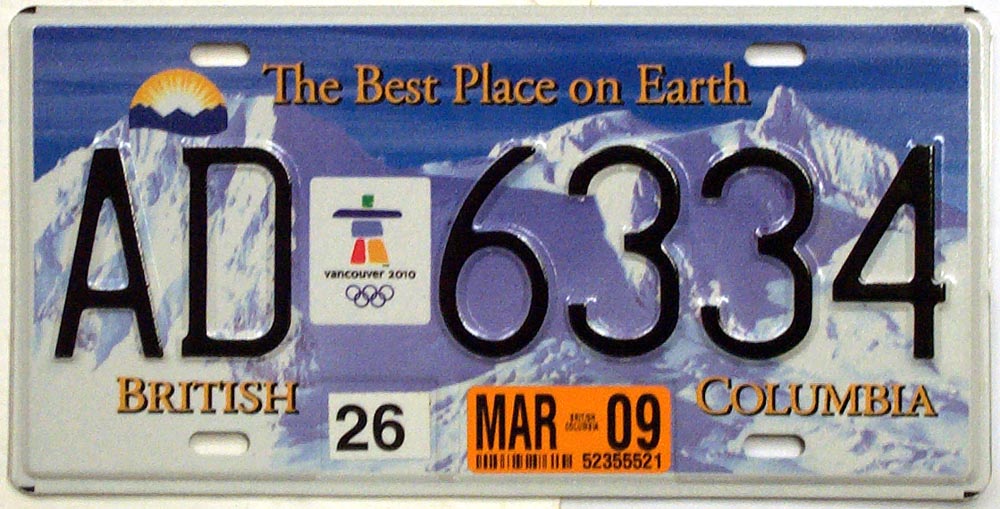 The Best Place on Earth
AD 6334
vancouver 2010
BRITISH COLUMBIA
26
MAR BRITISH COLUMBIA 09
52355521